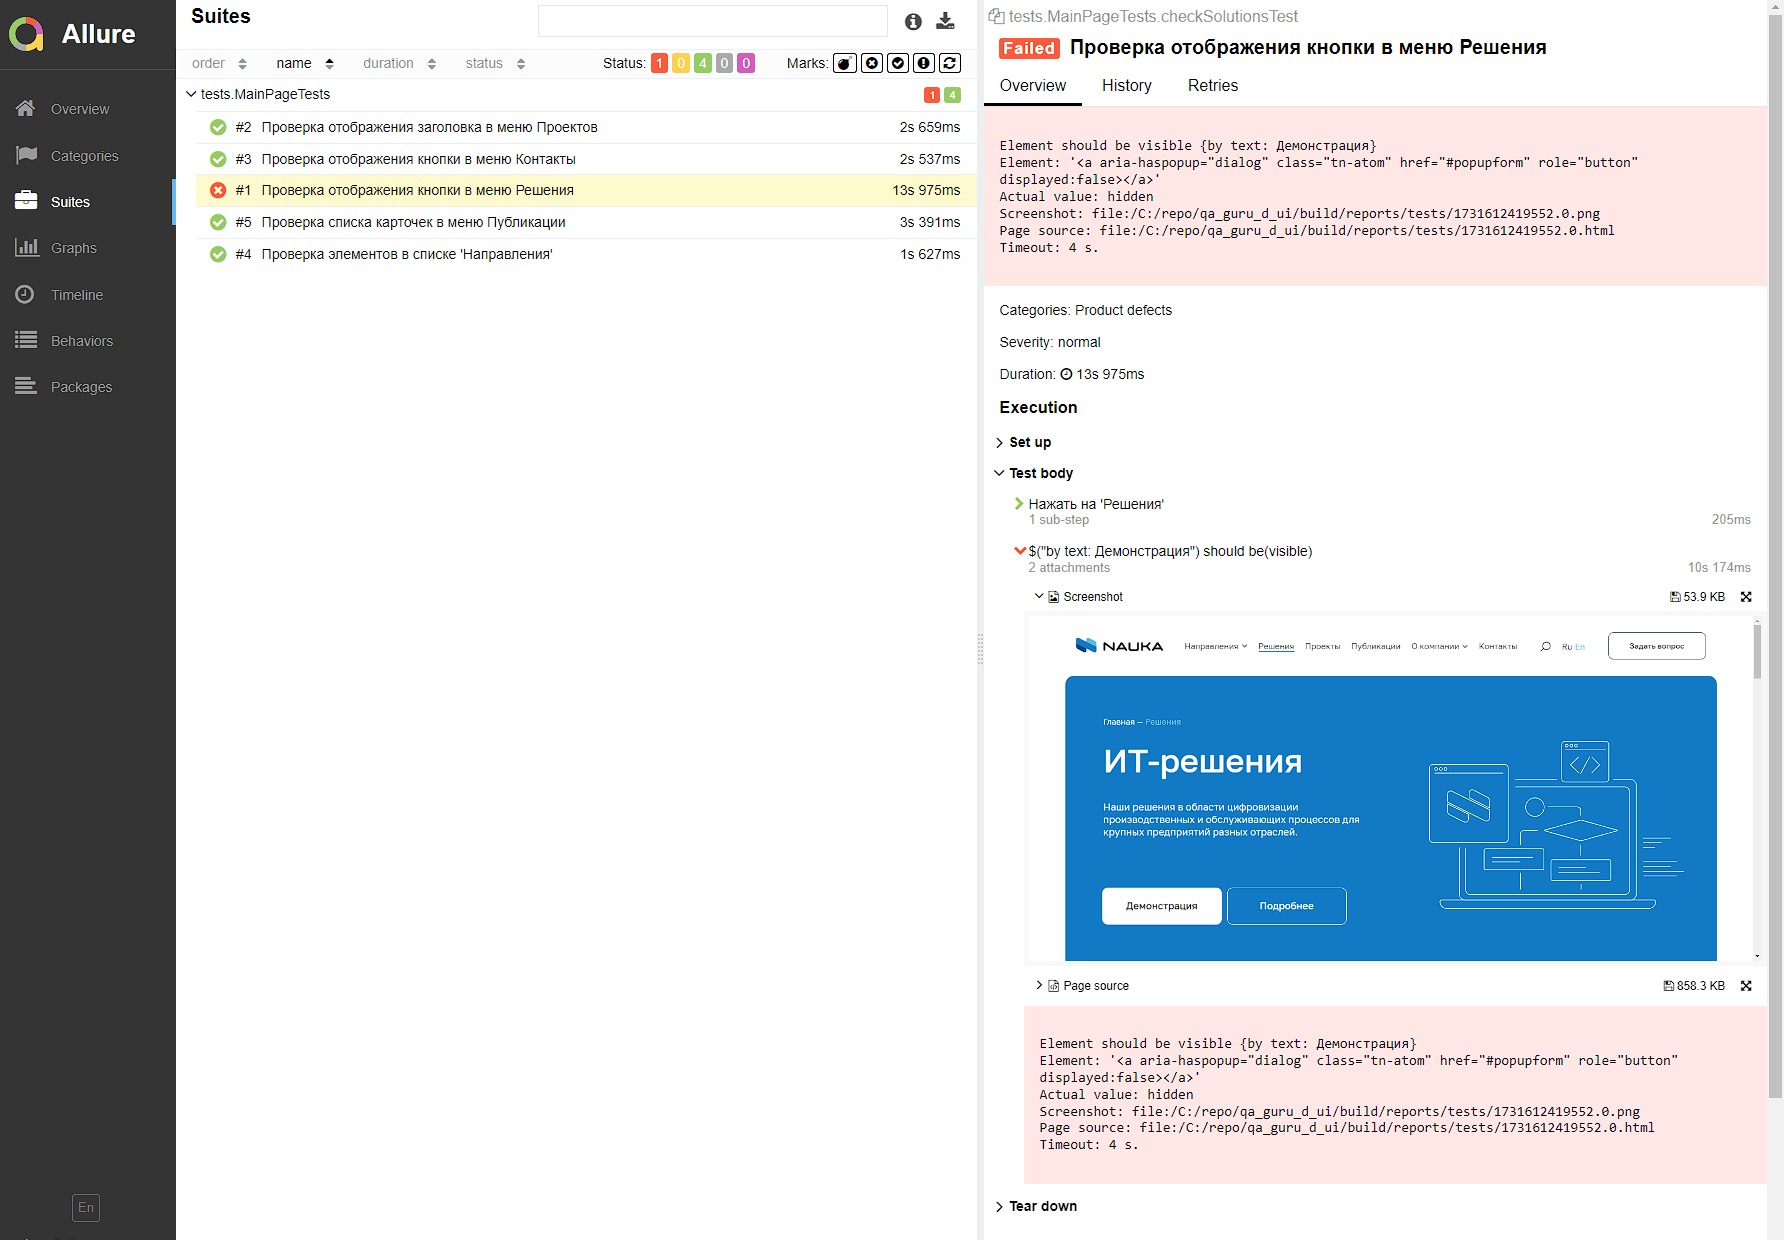 Allure
Overview
Categories
Suites
Graphs
Timeline
Behaviors
Packages
En
Suites
order name duration status Status: 1 0 4 0 0 Marks:
tests.MainPageTests 1 4
#2 Проверка отображения заголовка в меню Проектов 2s 659ms
#3 Проверка отображения кнопки в меню Контакты 2s 537ms
#1 Проверка отображения кнопки в меню Решения 13s 975ms
#5 Проверка списка карточек в меню Публикации 3s 391ms
#4 Проверка элементов в списке 'Направления' 1s 627ms
tests.MainPageTests.checkSolutionsTest
Failed Проверка отображения кнопки в меню Решения
Overview History Retries
Element should be visible {by text: Демонстрация}
Element: '<a aria-haspopup="dialog" class="tn-atom" href="#popupform" role="button"
displayed:false></a>'
Actual value: hidden
Screenshot: file:/C:/repo/qa_guru_d_ui/build/reports/tests/1731612419552.0.png
Page source: file:/C:/repo/qa_guru_d_ui/build/reports/tests/1731612419552.0.html
Timeout: 4 s.
Categories: Product defects
Severity: normal
Duration: 13s 975ms
Execution
Set up
Test body
Нажать на 'Решения'
1 sub-step 205ms
$("by text: Демонстрация") should be(visible)
2 attachments 10s 174ms
Screenshot 53.9 KB
NAUKA Направления Решения Проекты Публикации О компании Контакты Ru En Задать вопрос
Главная — Решения
ИТ-решения
Наши решения в области цифровизации
производственных и обслуживающих процессов для
крупных предприятий разных отраслей.
Демонстрация Подробнее
Page source 858.3 KB
Element should be visible {by text: Демонстрация}
Element: '<a aria-haspopup="dialog" class="tn-atom" href="#popupform" role="button"
displayed:false></a>'
Actual value: hidden
Screenshot: file:/C:/repo/qa_guru_d_ui/build/reports/tests/1731612419552.0.png
Page source: file:/C:/repo/qa_guru_d_ui/build/reports/tests/1731612419552.0.html
Timeout: 4 s.
Tear down